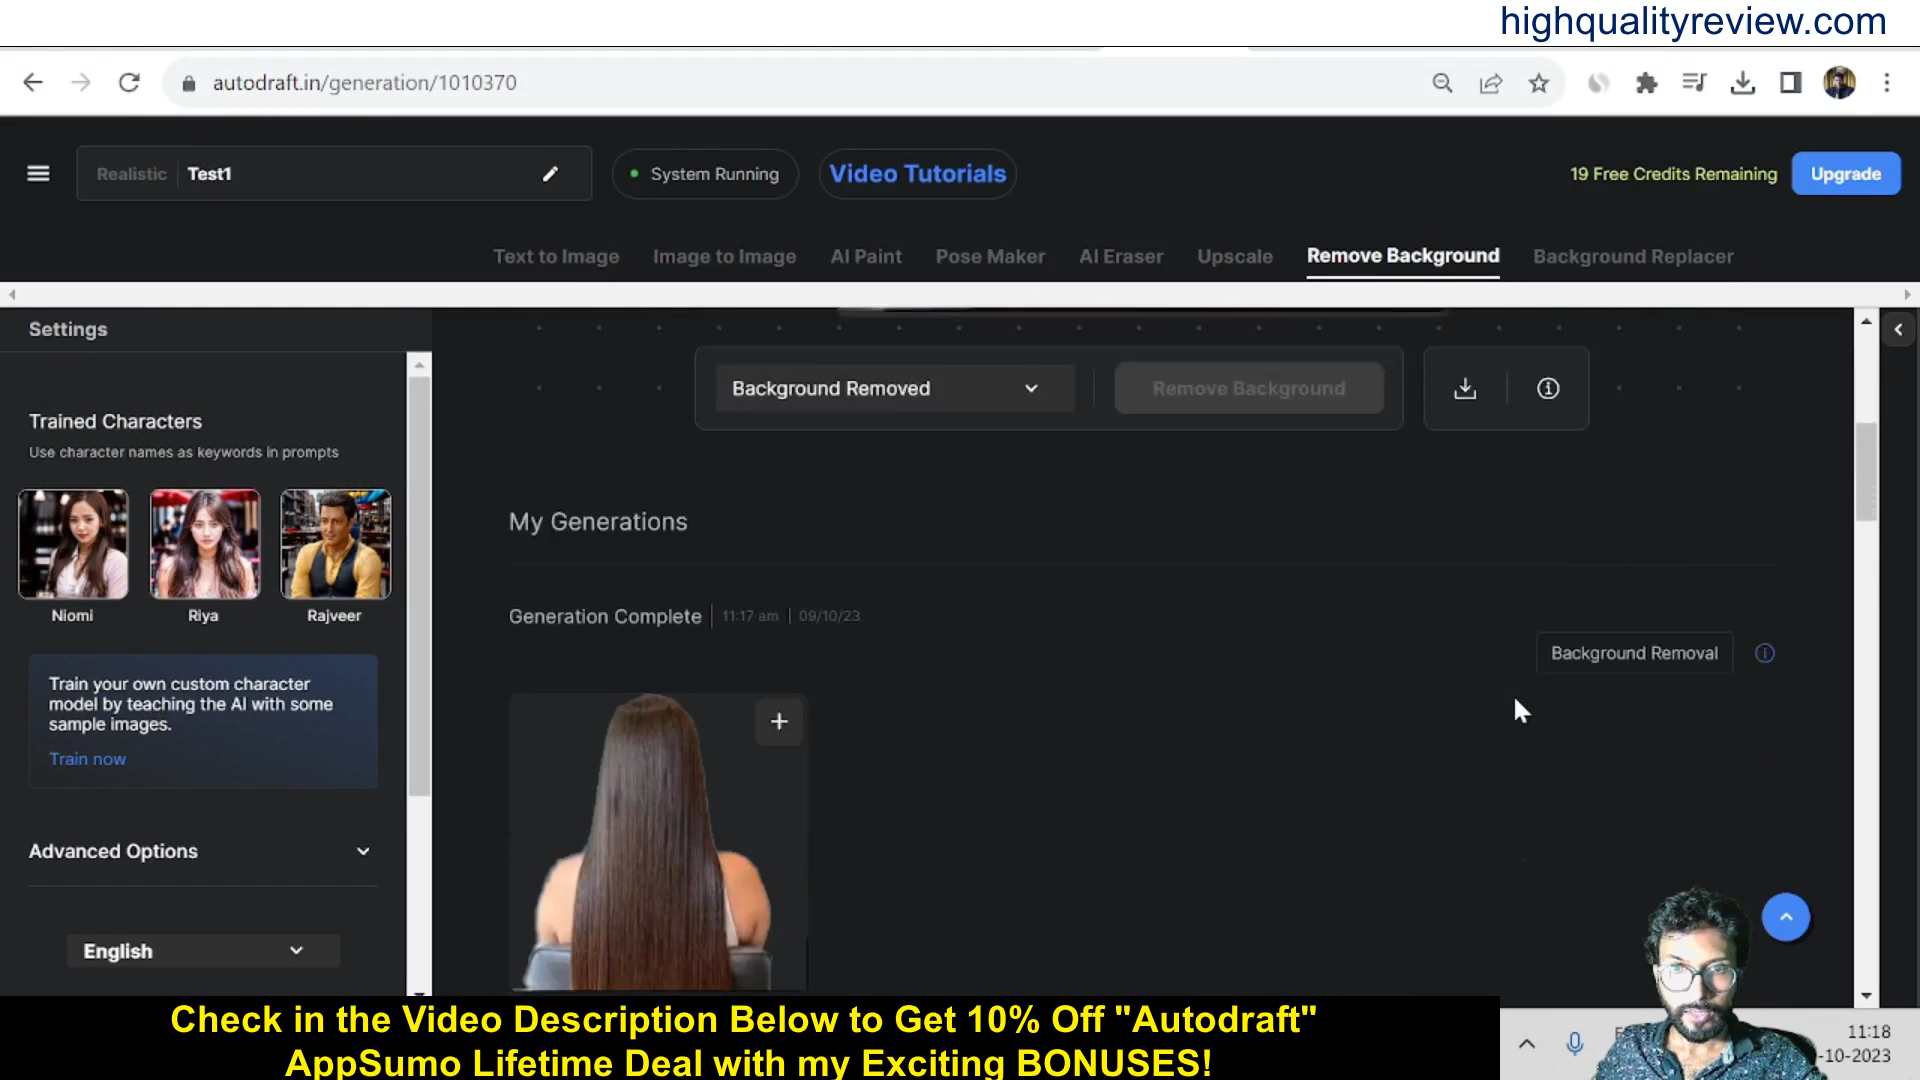 highqualityreview.com
autodraft.in/generation/1010370
Realistic Test1
System Running
Video Tutorials
19 Free Credits Remaining
Upgrade
Text to Image Image to Image AI Paint Pose Maker AI Eraser Upscale Remove Background Background Replacer
Settings
Background Removed
Remove Background
Trained Characters
Use character names as keywords in prompts
Niomi Riya Rajveer
Train your own custom character
model by teaching the AI with some
sample images.
Train now
Advanced Options
English
My Generations
Generation Complete 11:17 am 09/10/23
Background Removal
Check in the Video Description Below to Get 10% Off "Autodraft"
AppSumo Lifetime Deal with my Exciting BONUSES!
11:18
-10-2023